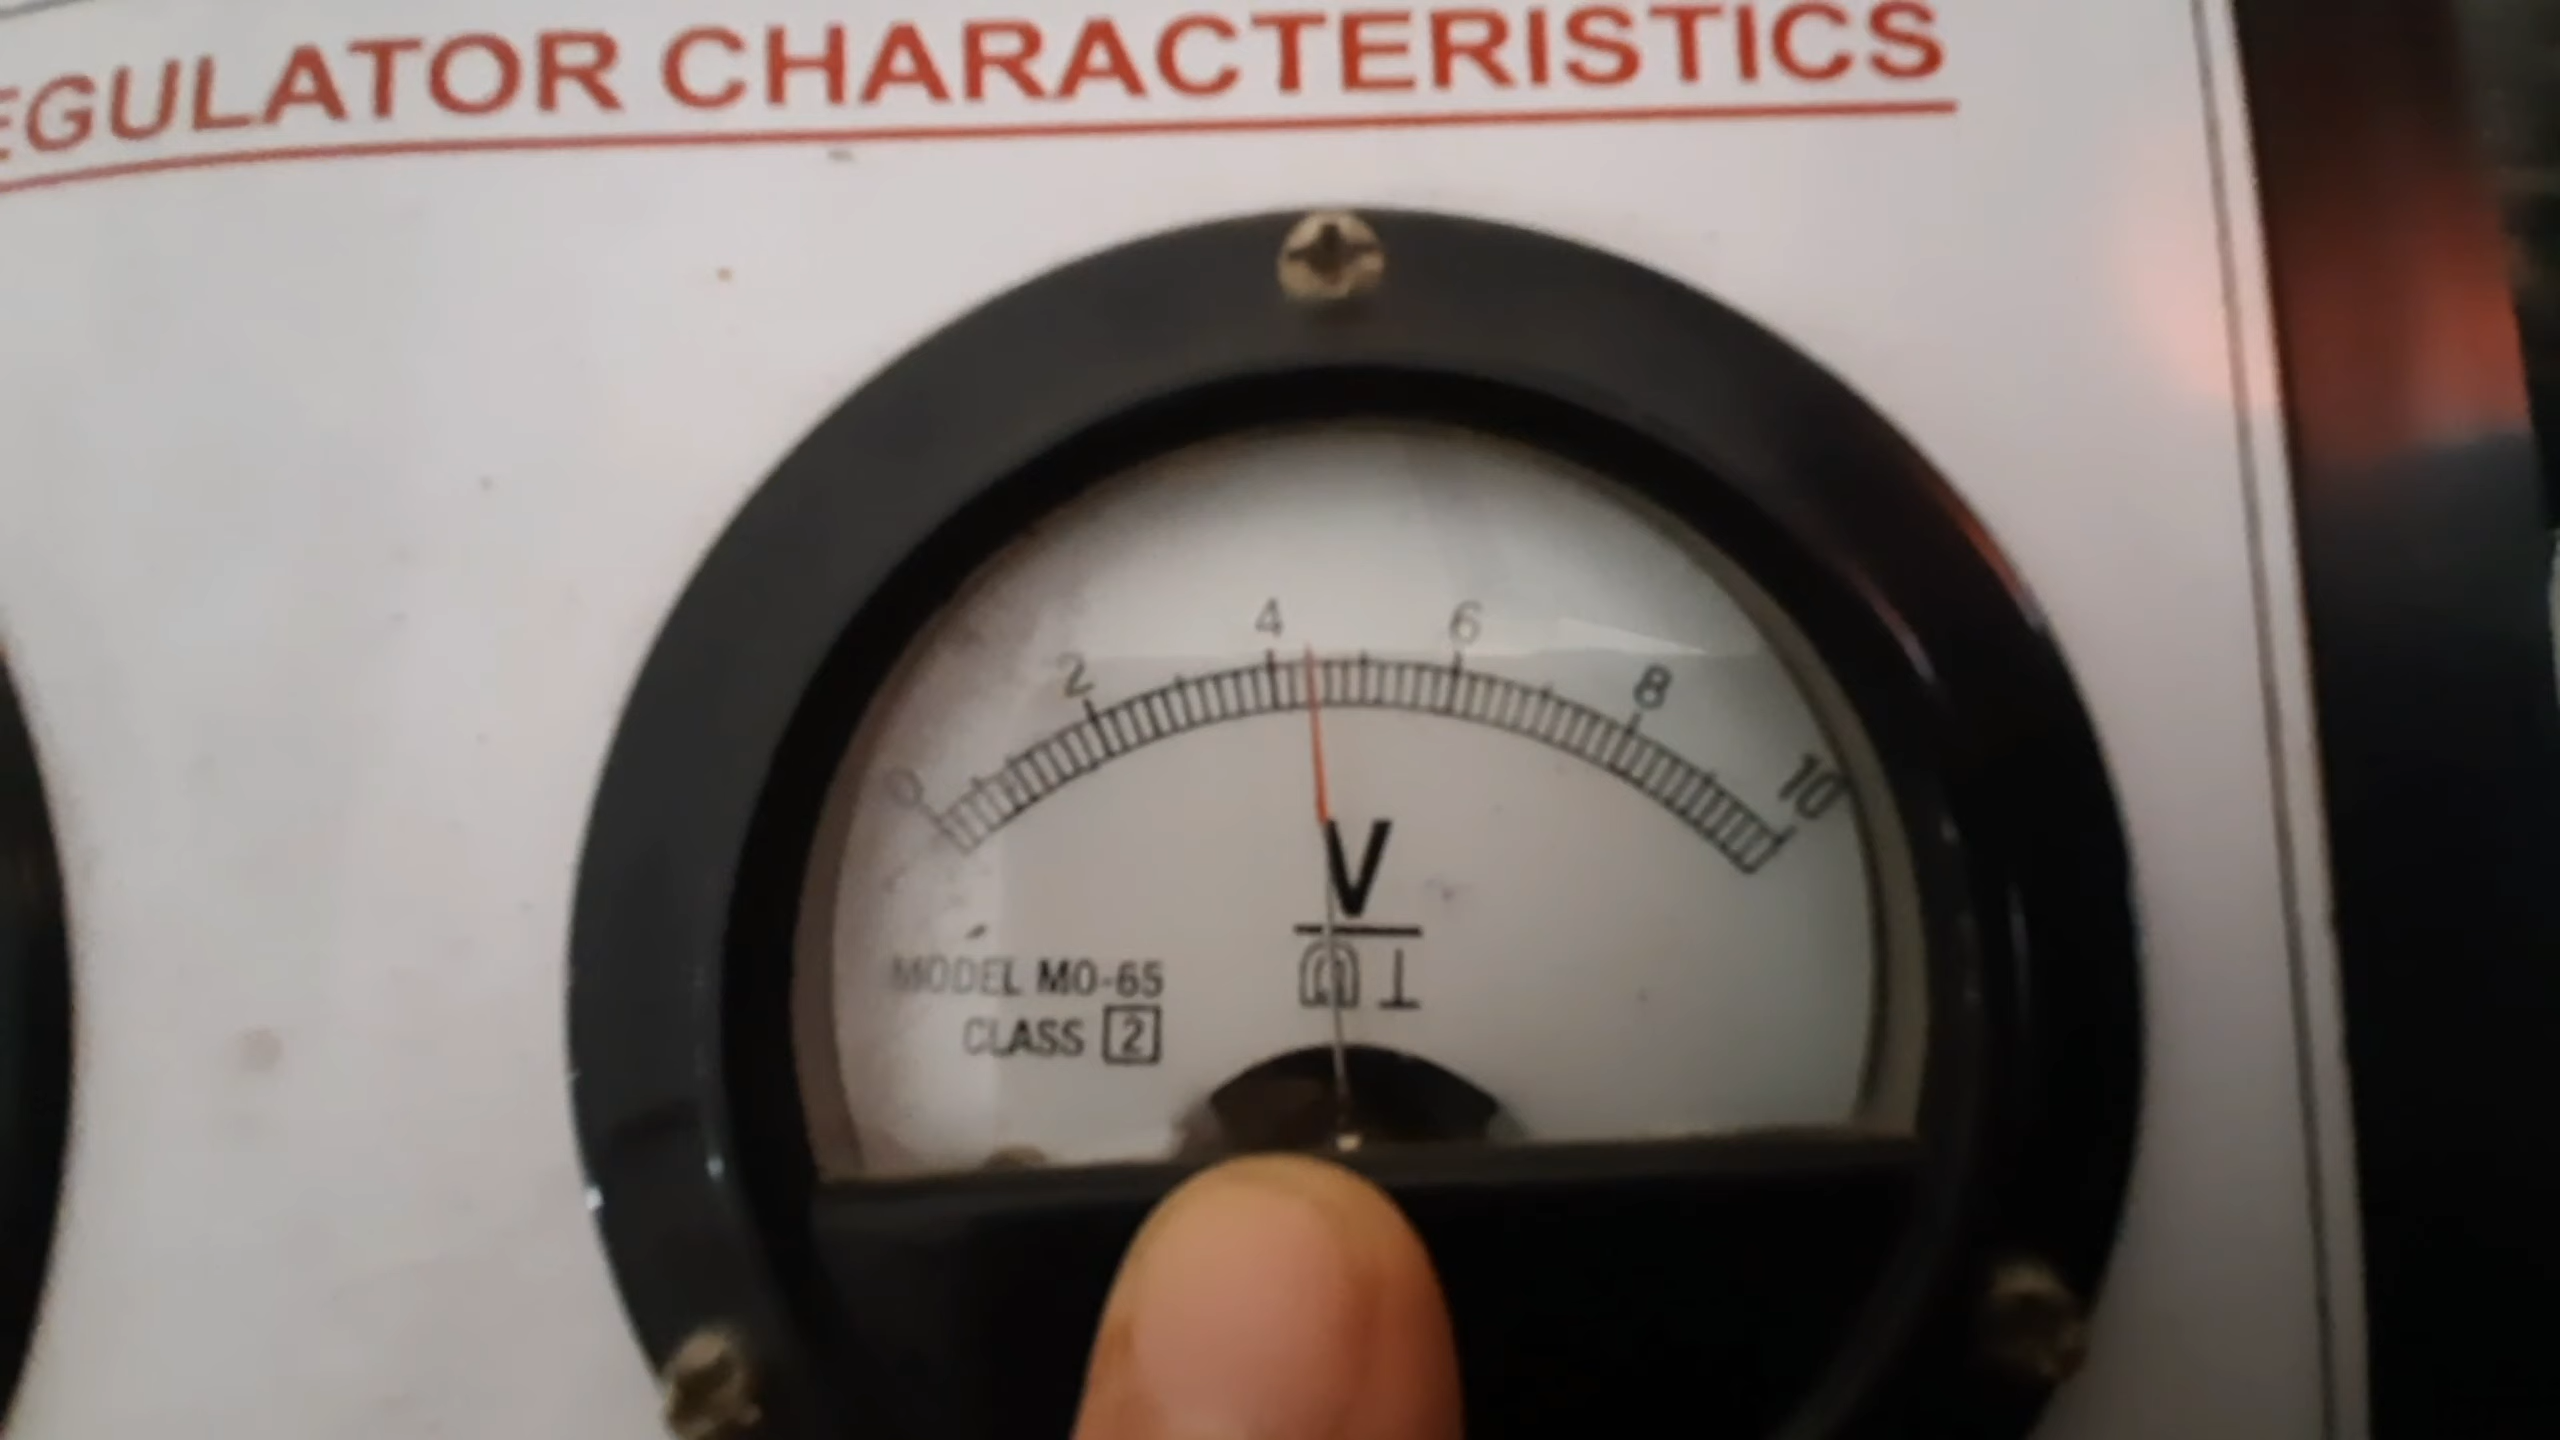 EGULATOR CHARACTERISTICS
0 2 4 6 8 10
V
MODEL MO-65
CLASS 2